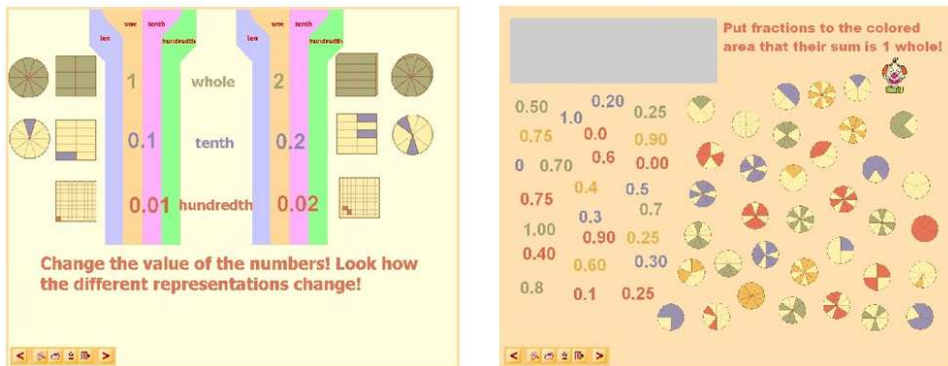 ten one tenth hundredth
ten one tenth hundredth
1 whole 2
0.1 tenth 0.2
0.01 hundredth 0.02
Change the value of the numbers! Look how
the different representations change!
Put fractions to the colored
area that their sum is 1 whole!
0.50 1.0 0.20 0.25
0.75 0.0 0.90
0 0.70 0.6 0.00
0.75 0.4 0.5
0.3 0.7
1.00 0.90 0.25
0.40 0.60 0.30
0.8 0.1 0.25